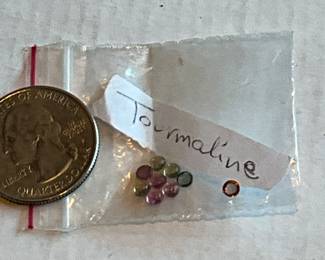 OF AMERICA
LIBERTY
QUARTER
Tourmaline